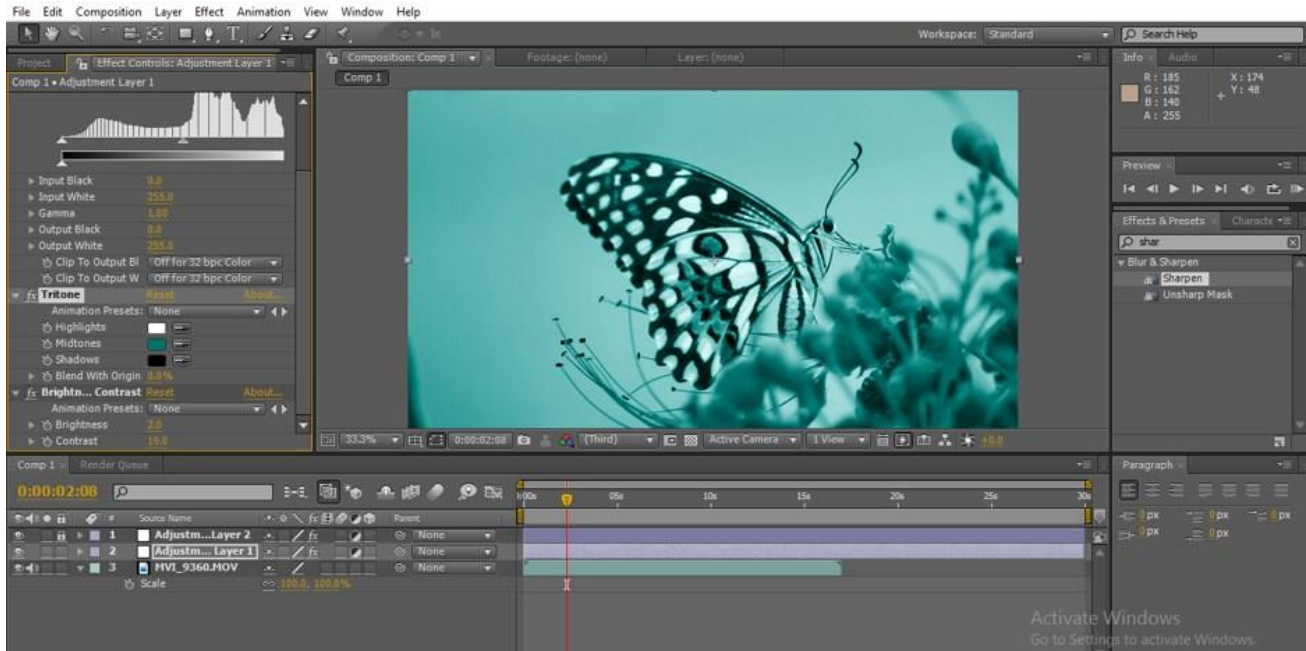 File Edit Composition Layer Effect Animation View Window Help
Workspace: Standard
Search Help
Project Effect Controls: Adjustment Layer 1
Composition: Comp 1
Footage: (none)
Layer: (none)
Info Audio
Comp 1 • Adjustment Layer 1
Comp 1
R: 185
G: 162
B: 140
A: 255
X: 174
Y: 48
Preview
Input Black 0.0
Input White 255.0
Gamma 1.00
Output Black 0.0
Output White 255.0
Clip To Output Bl Off for 32 bpc Color
Clip To Output W Off for 32 bpc Color
Effects & Presets Characte
shar
Blur & Sharpen
Sharpen
Unsharp Mask
fx Tritone Reset About...
Animation Presets: None
Highlights
Midtones
Shadows
Blend With Origin 0.0%
fx Brightn... Contrast Reset About...
Animation Presets: None
Brightness 2.0
Contrast 19.0
33.3% 0:00:02:08 (Third) Active Camera 1 View +0.0
Comp 1 Render Queue
Paragraph
0:00:02:08
05s 10s 15s 20s 25s 30s
# Source Name Parent
1 Adjustm...Layer 2 fx None
2 Adjustm... Layer 1 fx None
3 MVI_9360.MOV None
Scale 100.0, 100.0%
0 px 0 px 0 px
0 px 0 px
Activate Windows
Go to Settings to activate Windows.